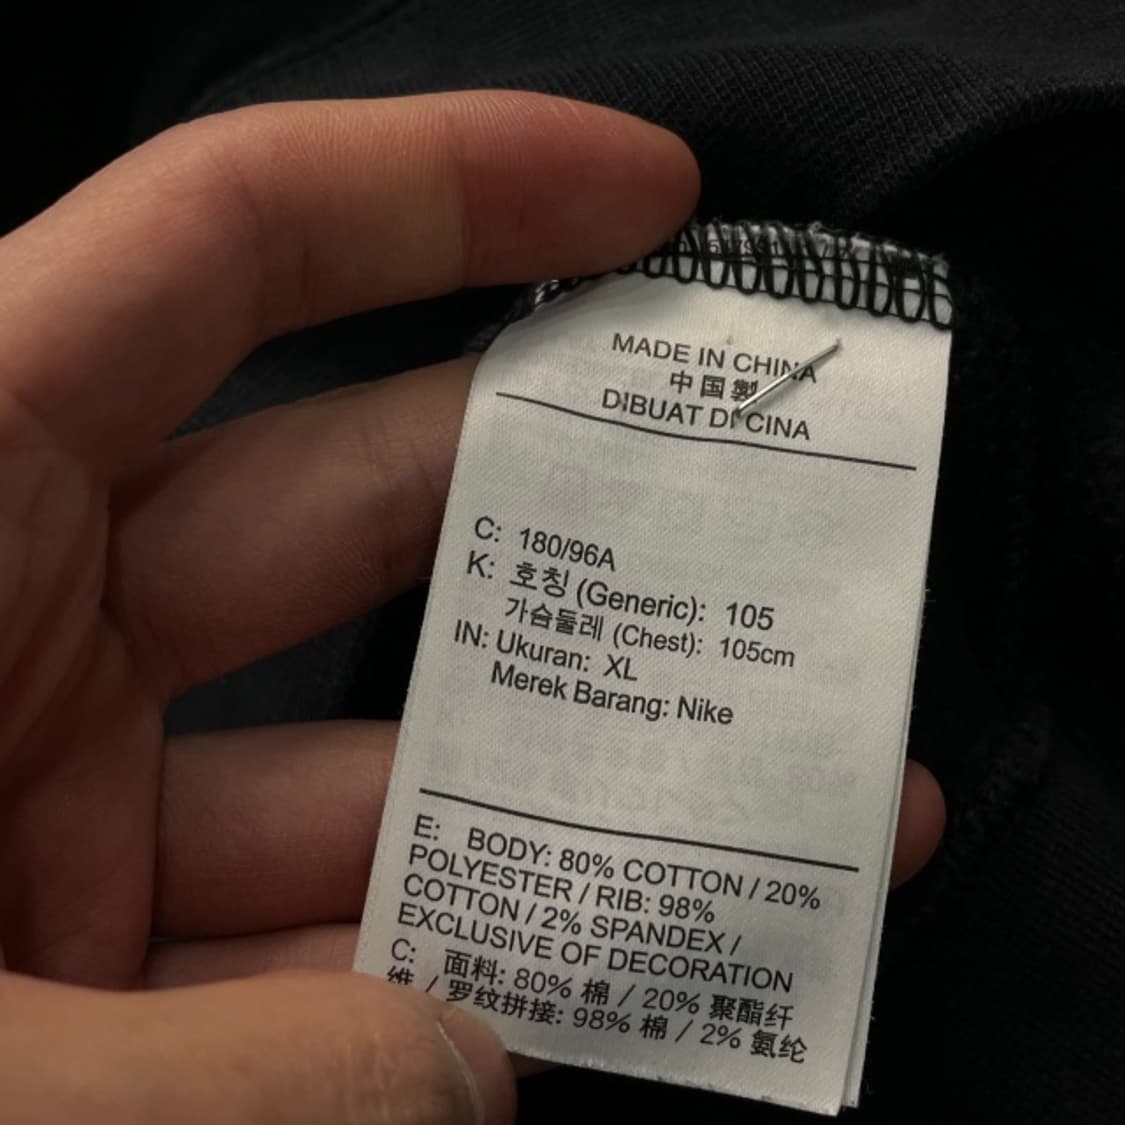 MADE IN CHINA
中国製
DIBUAT DI CINA
C: 180/96A
K: 호칭 (Generic): 105
가슴둘레 (Chest): 105cm
IN: Ukuran: XL
Merek Barang: Nike
E: BODY: 80% COTTON / 20%
POLYESTER / RIB: 98%
COTTON / 2% SPANDEX /
EXCLUSIVE OF DECORATION
C: 面料: 80% 棉 / 20% 聚酯纤
维 / 罗纹拼接: 98% 棉 / 2% 氨纶